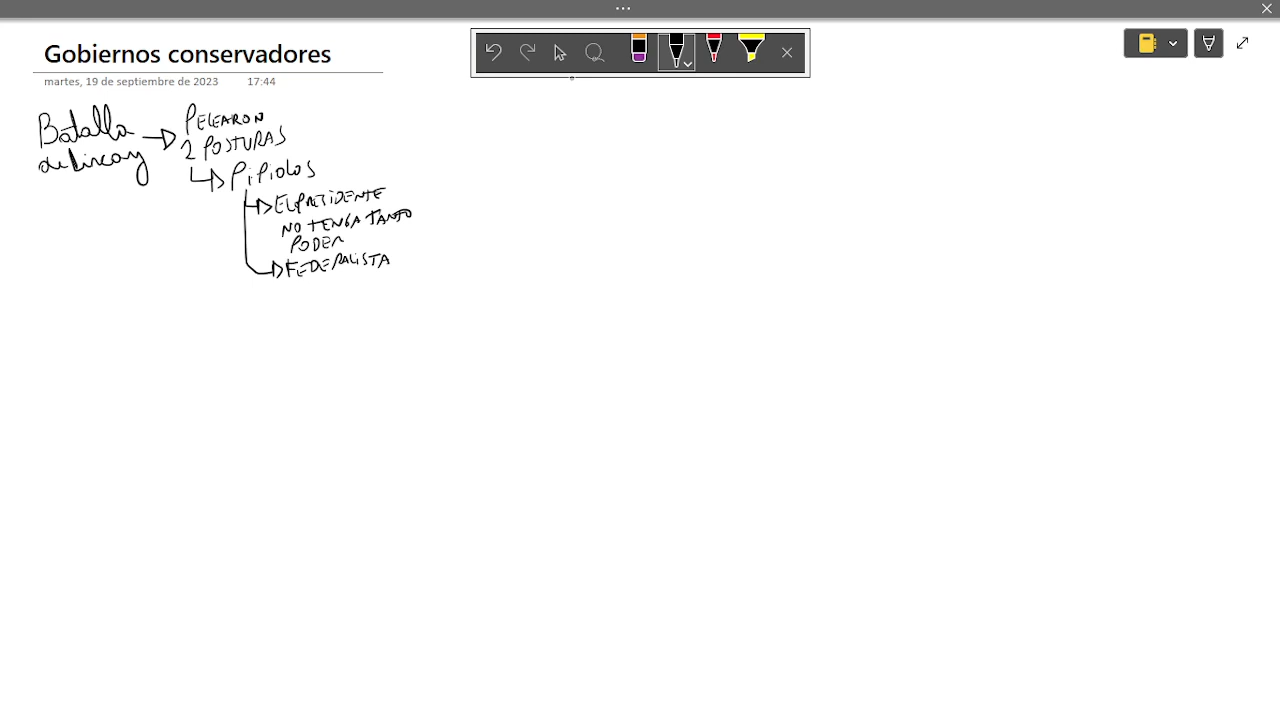 Gobiernos conservadores
martes, 19 de septiembre de 2023 17:44
Batalla
de Lircay
PELEARON
2 POSTURAS
PiPiolos
EL PRESIDENTE
NO TENGA TANTO
PODER
FEDERALISTA